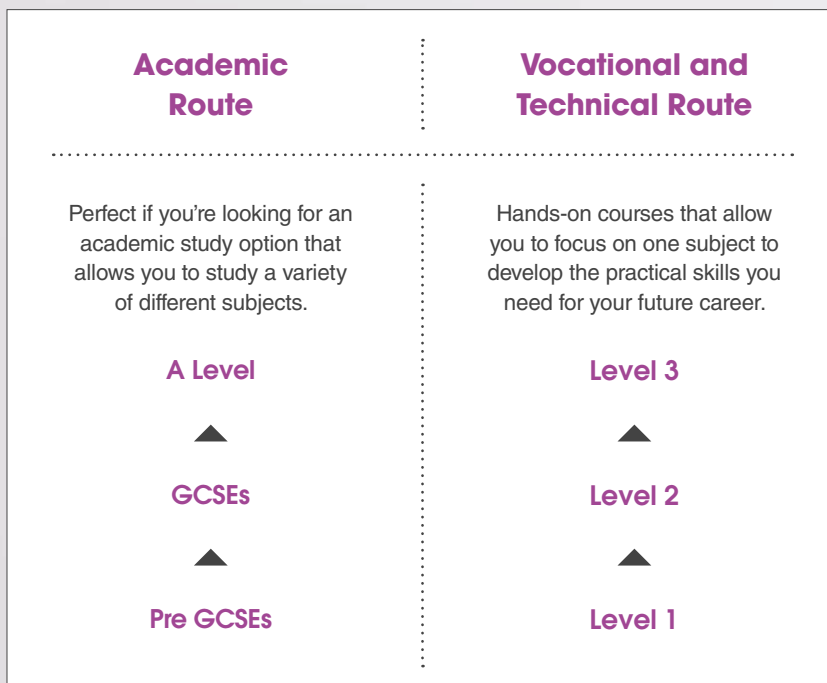 Academic
Route
Vocational and
Technical Route
Perfect if you’re looking for an
academic study option that
allows you to study a variety
of different subjects.
A Level
GCSEs
Pre GCSEs
Hands-on courses that allow
you to focus on one subject to
develop the practical skills you
need for your future career.
Level 3
Level 2
Level 1